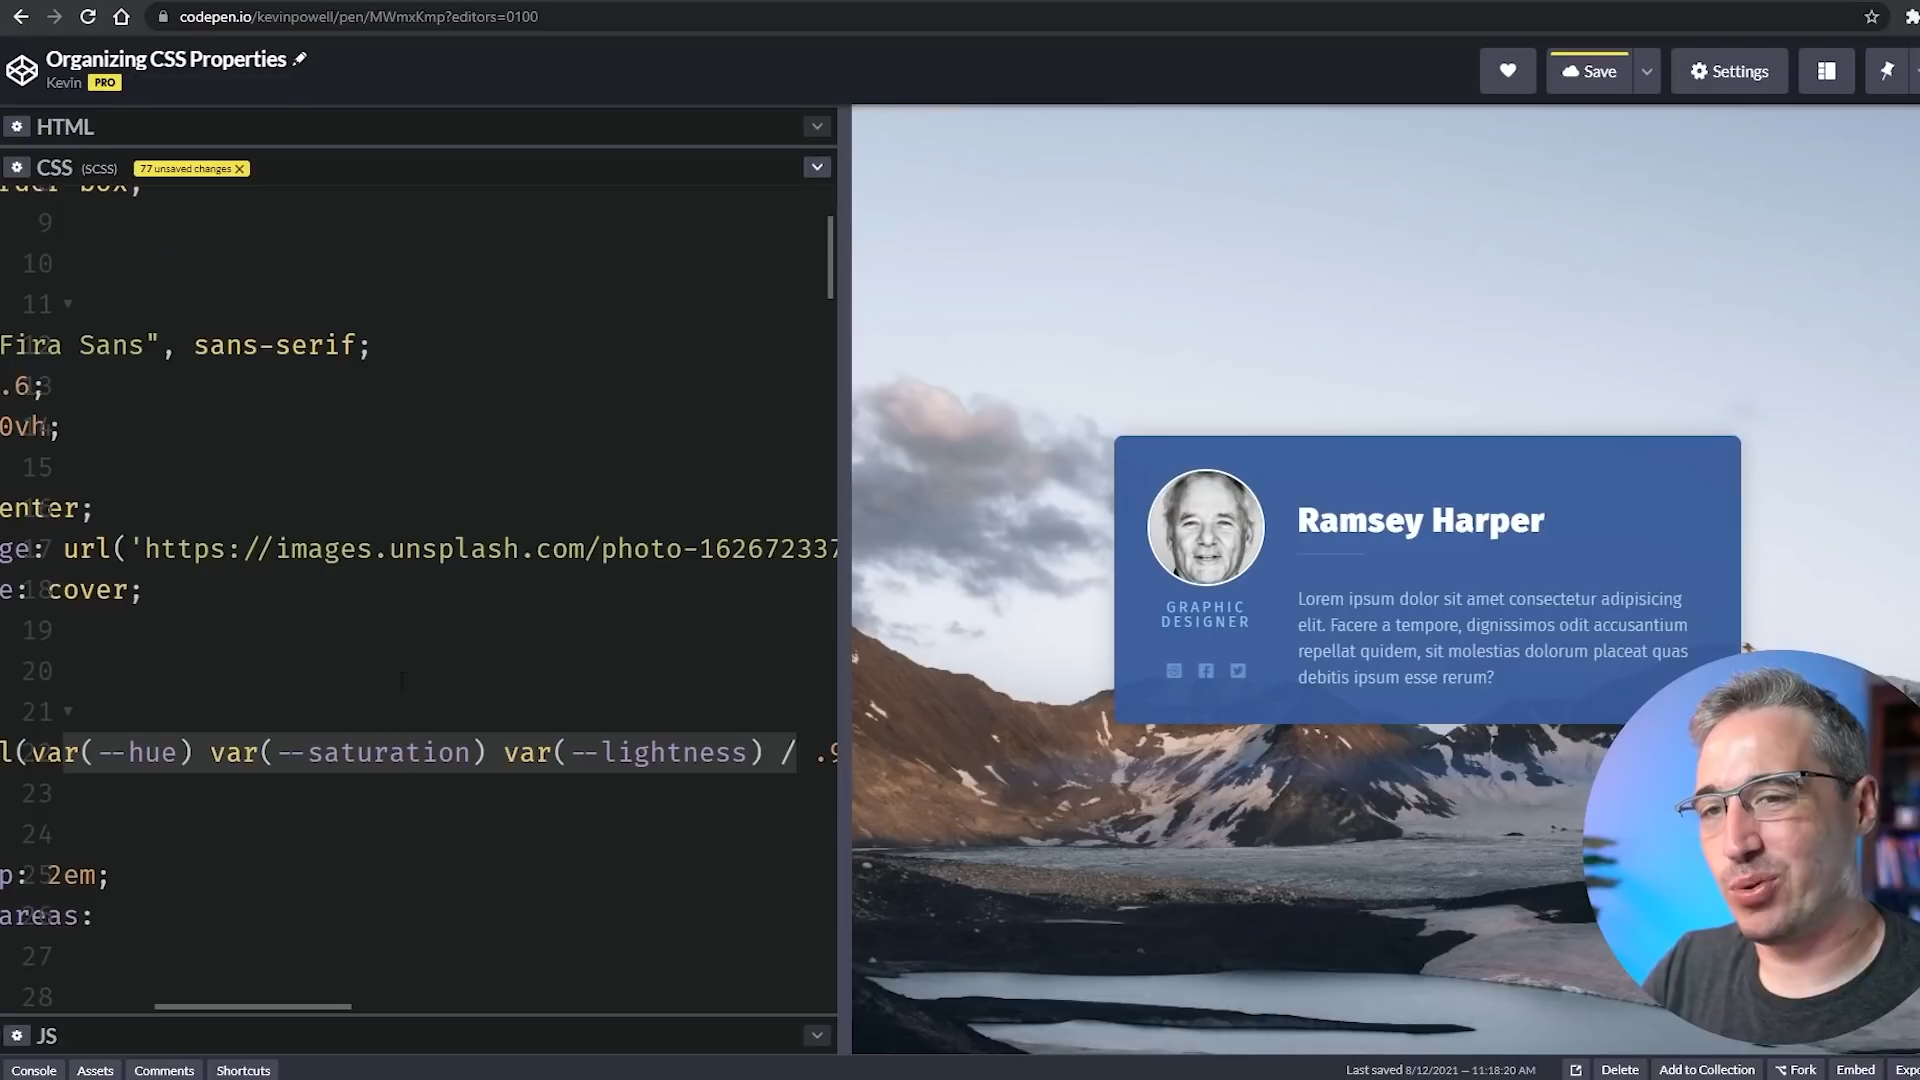 codepen.io/kevinpowell/pen/MWmxKmp?editors=0100
Organizing CSS Properties
Kevin PRO
Save
Settings
HTML
CSS (SCSS) 77 unsaved changes X
box;
9
10
11
Fira Sans", sans-serif;
.6;
0vh;
15
enter;
ge: url('https://images.unsplash.com/photo-162672337
e: cover;
19
20
21
l(var(--hue) var(--saturation) var(--lightness) / .9
23
24
p: 2em;
areas:
27
28
JS
Ramsey Harper
GRAPHIC
DESIGNER
Lorem ipsum dolor sit amet consectetur adipisicing
elit. Facere a tempore, dignissimos odit accusantium
repellat quidem, sit molestias dolorum placeat quas
debitis ipsum esse rerum?
Console Assets Comments Shortcuts
Last saved 8/12/2021 — 11:18:20 AM Delete Add to Collection Fork Embed Expo